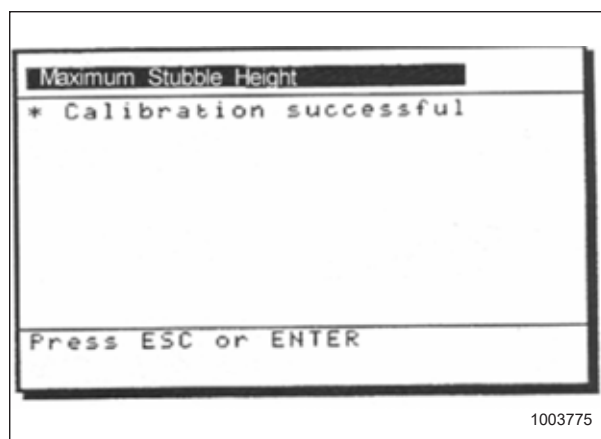 Maximum Stubble Height
* Calibration successful
Press ESC or ENTER
1003775